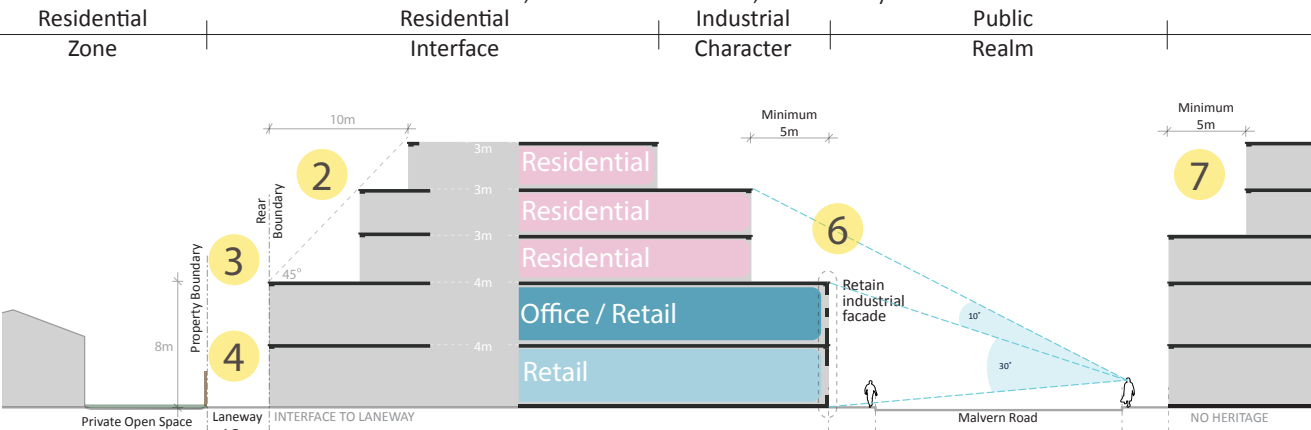 Residential
Zone
Residential
Interface
Industrial
Character
Public
Realm
10m
Minimum
5m
Minimum
5m
2
3m
Residential
7
3m
Residential
6
Rear
Boundary
3
3m
Residential
45°
4m
Property Boundary
Retain
industrial
facade
Office / Retail
10°
8m
4
4m
Retail
30°
Private Open Space
Laneway
INTERFACE TO LANEWAY
Malvern Road
NO HERITAGE